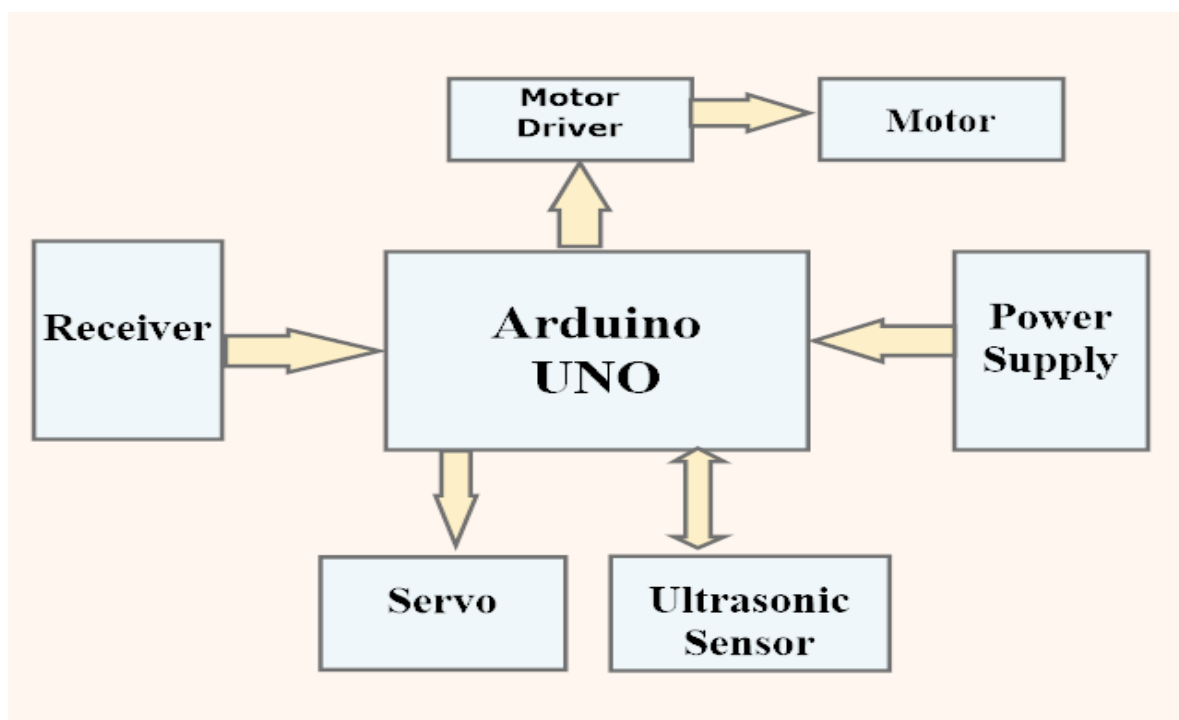 Motor
Driver
Motor
Receiver
Arduino
UNO
Power
Supply
Servo
Ultrasonic
Sensor